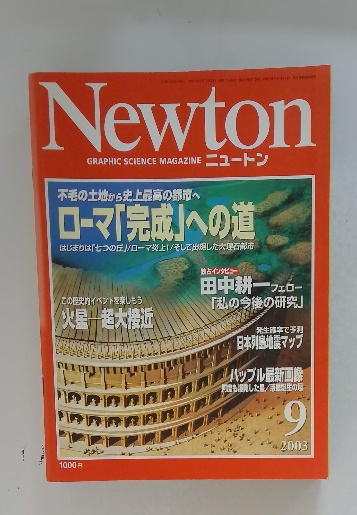 Newton
GRAPHIC SCIENCE MAGAZINE ニュートン
不毛の土地から史上最高の都市へ
ローマ「完成」への道
はじまりは「七つの丘」/ローマ炎上!/そして出現した大理石都市
独占インタビュー
田中耕一フェロー
「私の今後の研究」
この歴史的イベントを楽しもう
火星―超大接近
発生確率で予測
日本列島地震マップ
ハッブル最新画像
9
2003
1000円